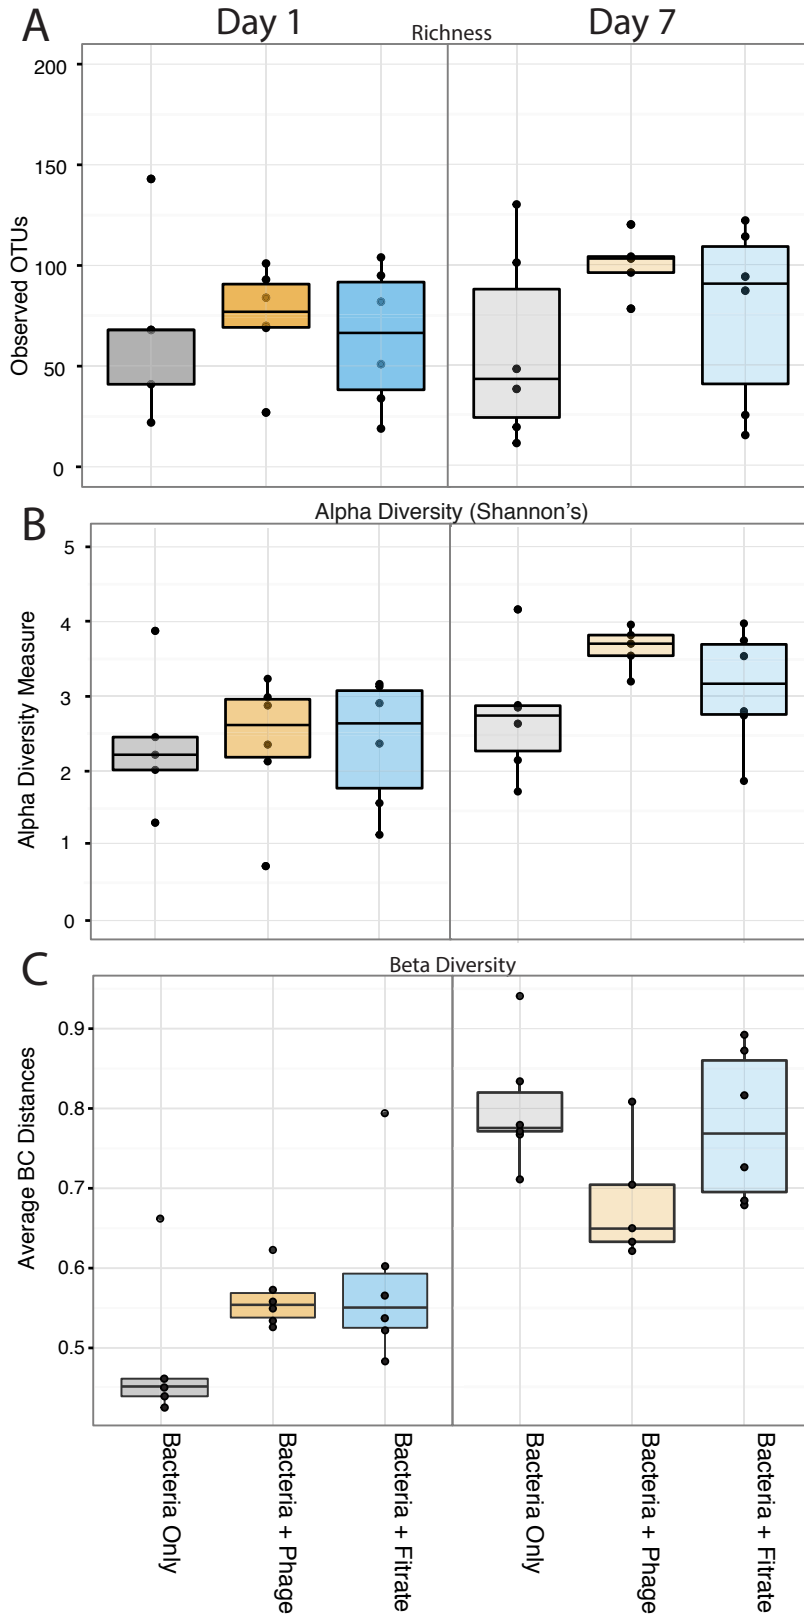 A
Day 1
Richness
Day 7
Observed OTUs
200
150
100
50
0
B
Alpha Diversity (Shannon's)
Alpha Diversity Measure
5
4
3
2
1
0
C
Beta Diversity
Average BC Distances
0.9
0.8
0.7
0.6
0.5
Bacteria Only
Bacteria + Phage
Bacteria + Fitrate
Bacteria Only
Bacteria + Phage
Bacteria + Fitrate